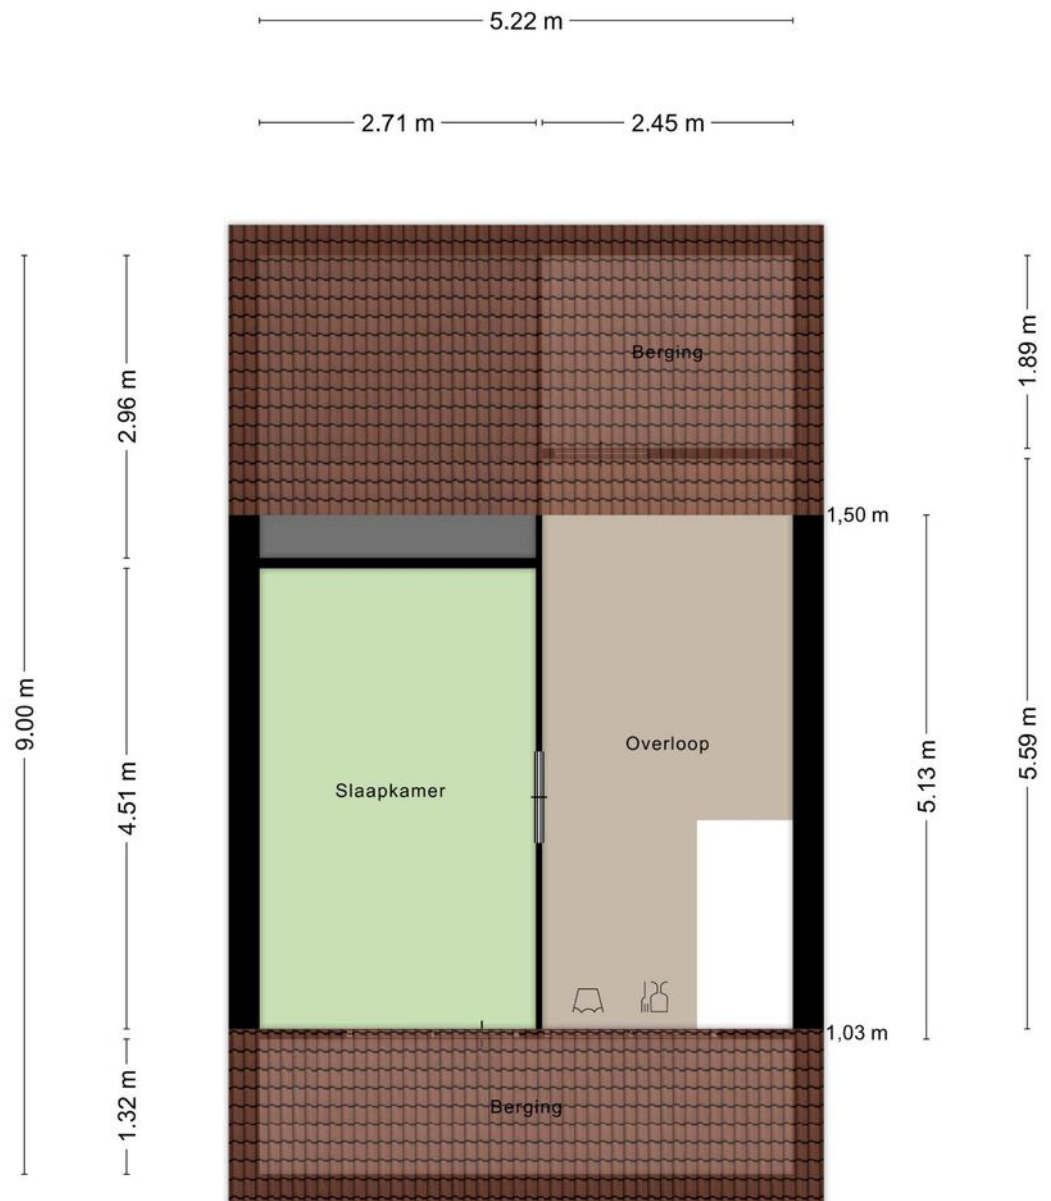 5.22 m
2.71 m
2.45 m
Berging
1.89 m
2.96 m
1,50 m
9.00 m
Overloop
5.59 m
5.13 m
Slaapkamer
4.51 m
1,03 m
Berging
1.32 m